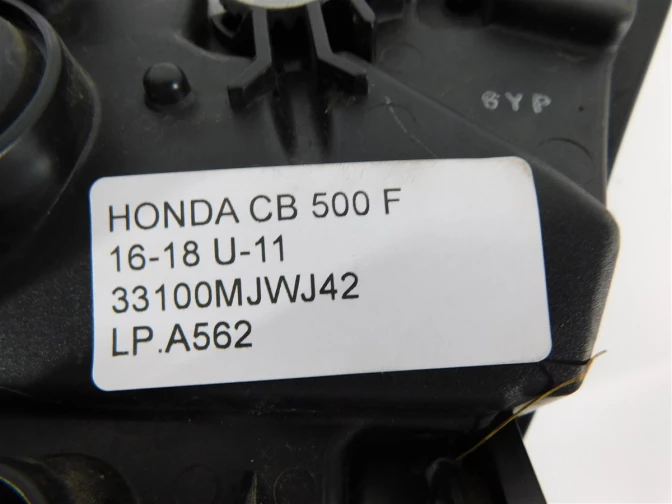 6YP
HONDA CB 500 F
16-18 U-11
33100MJWJ42
LP.A562